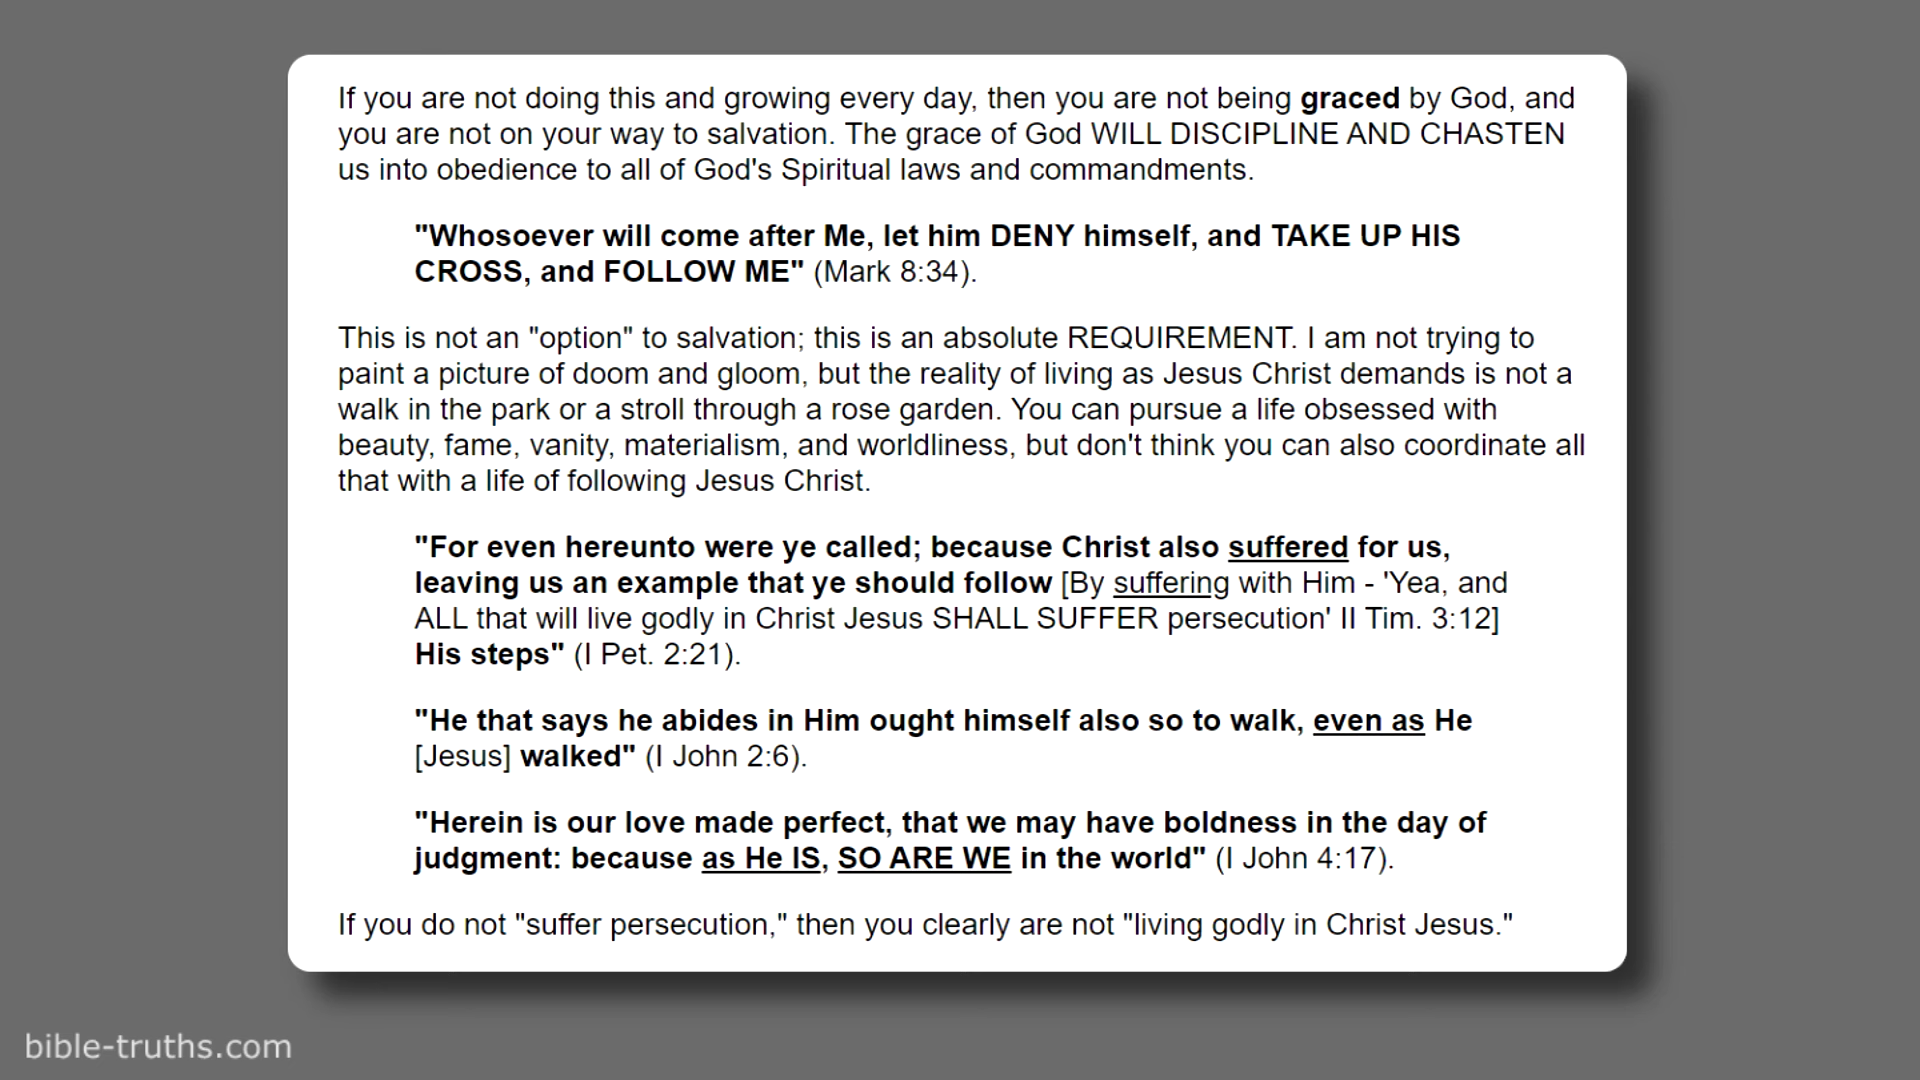 If you are not doing this and growing every day, then you are not being graced by God, and
you are not on your way to salvation. The grace of God WILL DISCIPLINE AND CHASTEN
us into obedience to all of God's Spiritual laws and commandments.
"Whosoever will come after Me, let him DENY himself, and TAKE UP HIS
CROSS, and FOLLOW ME" (Mark 8:34).
This is not an "option" to salvation; this is an absolute REQUIREMENT. I am not trying to
paint a picture of doom and gloom, but the reality of living as Jesus Christ demands is not a
walk in the park or a stroll through a rose garden. You can pursue a life obsessed with
beauty, fame, vanity, materialism, and worldliness, but don't think you can also coordinate all
that with a life of following Jesus Christ.
"For even hereunto were ye called; because Christ also suffered for us,
leaving us an example that ye should follow [By suffering with Him - 'Yea, and
ALL that will live godly in Christ Jesus SHALL SUFFER persecution' II Tim. 3:12]
His steps" (I Pet. 2:21).
"He that says he abides in Him ought himself also so to walk, even as He
[Jesus] walked" (I John 2:6).
"Herein is our love made perfect, that we may have boldness in the day of
judgment: because as He IS, SO ARE WE in the world" (I John 4:17).
If you do not "suffer persecution," then you clearly are not "living godly in Christ Jesus."
bible-truths.com